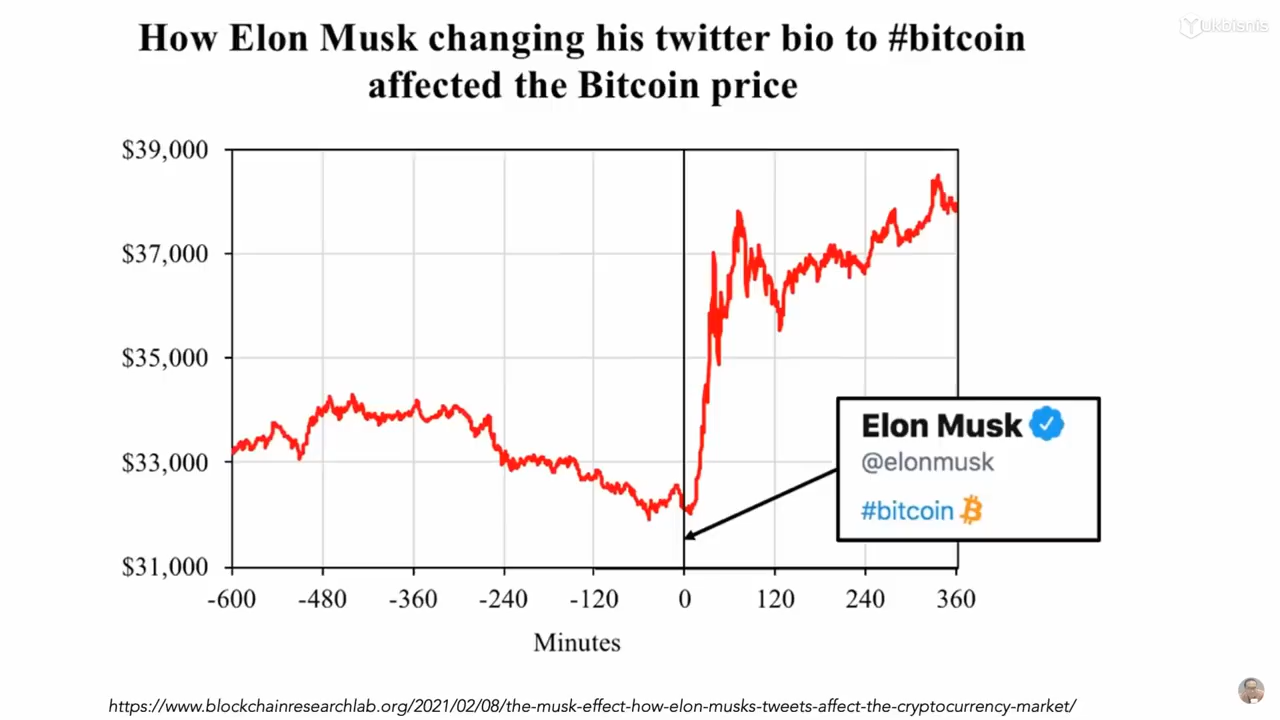 How Elon Musk changing his twitter bio to #bitcoin
affected the Bitcoin price
ukbisnis
$39,000
$37,000
$35,000
$33,000
$31,000
-600 -480 -360 -240 -120 0 120 240 360
Minutes
Elon Musk
@elonmusk
#bitcoin
https://www.blockchainresearchlab.org/2021/02/08/the-musk-effect-how-elon-musks-tweets-affect-the-cryptocurrency-market/